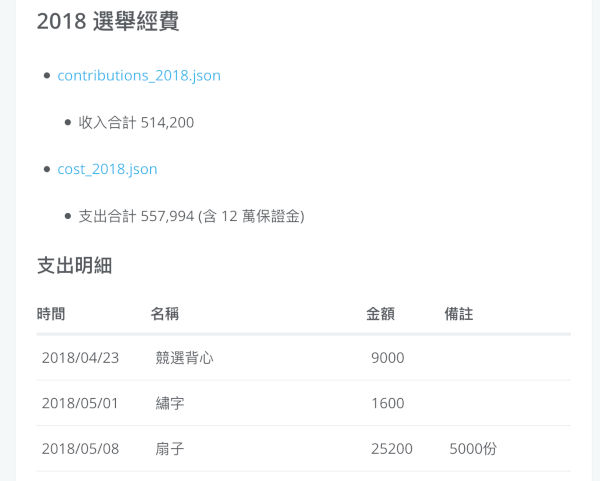 2018 選舉經費
contributions_2018.json
收入合計 514,200
cost_2018.json
支出合計 557,994 (含 12 萬保證金)
支出明細
時間 名稱 金額 備註
2018/04/23 競選背心 9000
2018/05/01 繡字 1600
2018/05/08 扇子 25200 5000份